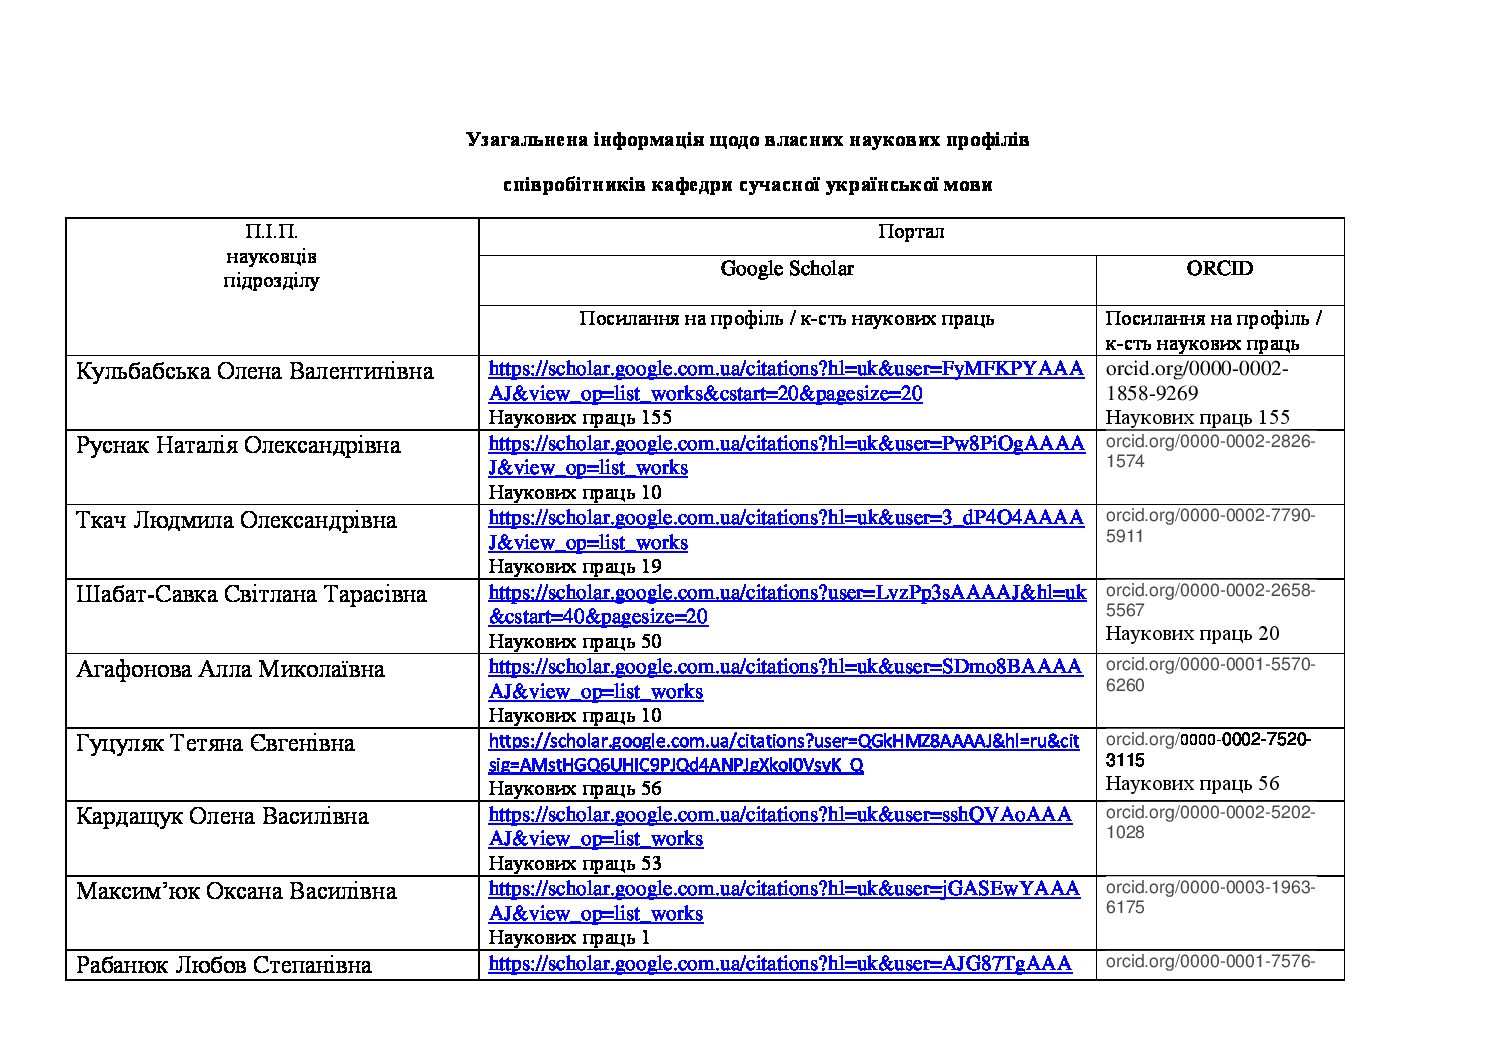 Узагальнена інформація щодо власних наукових профілів
співробітників кафедри сучасної української мови
П.І.П.
науковців
підрозділу
Портал
Google Scholar
ORCID
Посилання на профіль / к-сть наукових праць
Посилання на профіль /
к-сть наукових праць
Кульбабська Олена Валентинівна
https://scholar.google.com.ua/citations?hl=uk&user=FyMFKPYAAA
AJ&view_op=list_works&cstart=20&pagesize=20
Наукових праць 155
orcid.org/0000-0002-
1858-9269
Наукових праць 155
Руснак Наталія Олександрівна
https://scholar.google.com.ua/citations?hl=uk&user=Pw8PiOgAAAA
J&view_op=list_works
Наукових праць 10
orcid.org/0000-0002-2826-
1574
Ткач Людмила Олександрівна
https://scholar.google.com.ua/citations?hl=uk&user=3_dP4O4AAAA
J&view_op=list_works
Наукових праць 19
orcid.org/0000-0002-7790-
5911
Шабат-Савка Світлана Тарасівна
https://scholar.google.com.ua/citations?user=LvzPp3sAAAAJ&hl=uk
&cstart=40&pagesize=20
Наукових праць 50
orcid.org/0000-0002-2658-
5567
Наукових праць 20
Агафонова Алла Миколаївна
https://scholar.google.com.ua/citations?hl=uk&user=SDmo8BAAAA
AJ&view_op=list_works
Наукових праць 10
orcid.org/0000-0001-5570-
6260
Гуцуляк Тетяна Євгенівна
https://scholar.google.com.ua/citations?user=QGkHMZ8AAAAJ&hl=ru&cit
sig=AMstHGQ6UHIC9PJQd4ANPJgXkoI0VsyK_Q
Наукових праць 56
orcid.org/0000-0002-7520-
3115
Наукових праць 56
Кардащук Олена Василівна
https://scholar.google.com.ua/citations?hl=uk&user=sshQVAoAAA
AJ&view_op=list_works
Наукових праць 53
orcid.org/0000-0002-5202-
1028
Максим’юк Оксана Василівна
https://scholar.google.com.ua/citations?hl=uk&user=jGASEwYAAA
AJ&view_op=list_works
Наукових праць 1
orcid.org/0000-0003-1963-
6175
Рабанюк Любов Степанівна
https://scholar.google.com.ua/citations?hl=uk&user=AJG87TgAAA
orcid.org/0000-0001-7576-